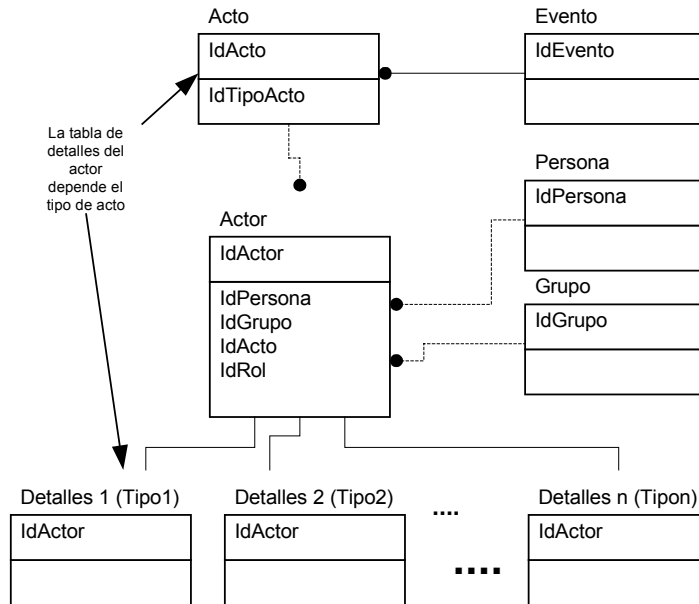 Acto
IdActo
IdTipoActo
Evento
IdEvento
La tabla de
detalles del
actor
depende el
tipo de acto
Persona
IdPersona
Actor
IdActor
IdPersona
IdGrupo
IdActo
IdRol
Grupo
IdGrupo
Detalles 1 (Tipo1)
IdActor
Detalles 2 (Tipo2)
IdActor
....
....
Detalles n (Tipon)
IdActor